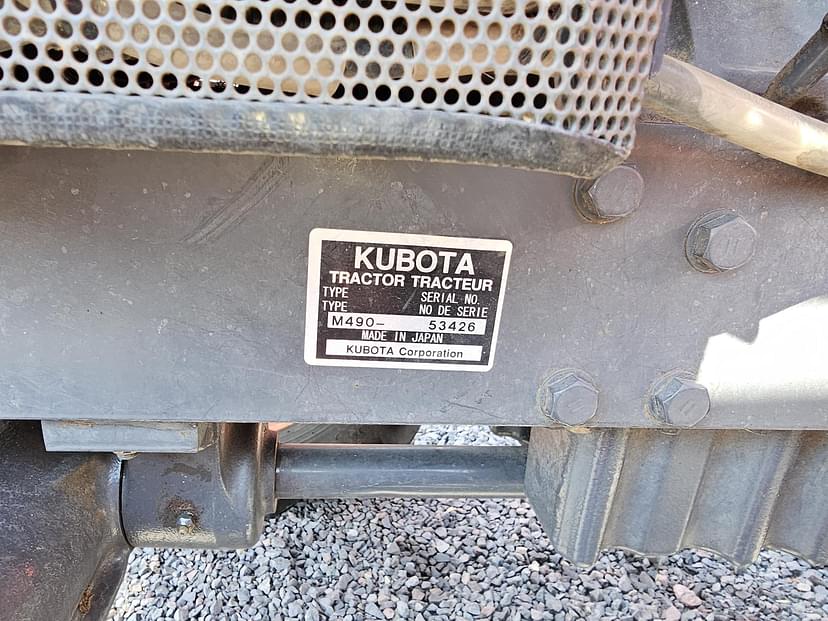 KUBOTA
TRACTOR TRACTEUR
TYPE SERIAL NO.
TYPE NO DE SERIE
M490- 53426
MADE IN JAPAN
KUBOTA Corporation